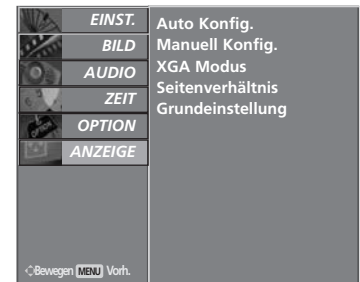 EINST.
BILD
AUDIO
ZEIT
OPTION
ANZEIGE
Auto Konfig.
Manuell Konfig.
XGA Modus
Seitenverhältnis
Grundeinstellung
Bewegen MENU Vorh.